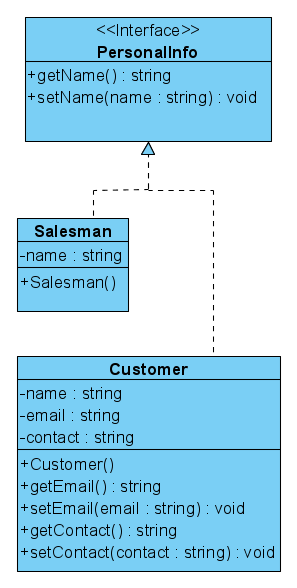 <<Interface>>
PersonalInfo
+getName() : string
+setName(name : string) : void
Salesman
-name : string
+Salesman()
Customer
-name : string
-email : string
-contact : string
+Customer()
+getEmail() : string
+setEmail(email : string) : void
+getContact() : string
+setContact(contact : string) : void